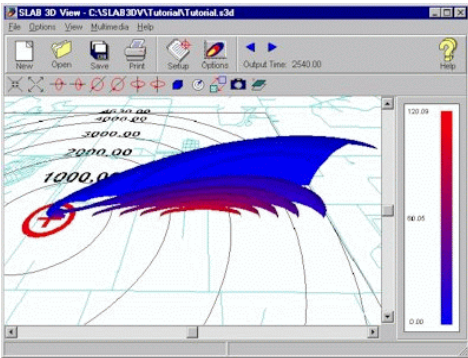 SLAB 3D View - C:\SLAB3DV\Tutorial\Tutorial.s3d
File Options View Multimedia Help
New Open Save Print Setup Options Output Time: 2540.00 Help
4000.00
3000.00
2000.00
1000.00
120.09
60.05
0.00